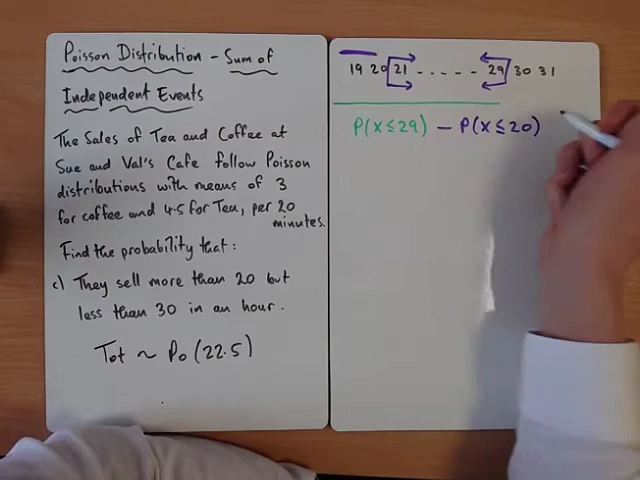 Poisson Distribution - Sum of
Independent Events
The Sales of Tea and Coffee at
Sue and Val's Cafe follow Poisson
distributions with means of 3
for coffee and 4.5 for Tea, per 20
minutes.
Find the probability that:
c) They sell more than 20 but
less than 30 in an hour.
Tot ~ Po (22.5)
19 20 21 - - - - - 29 30 31
P(X ≤ 29) - P(X ≤ 20)